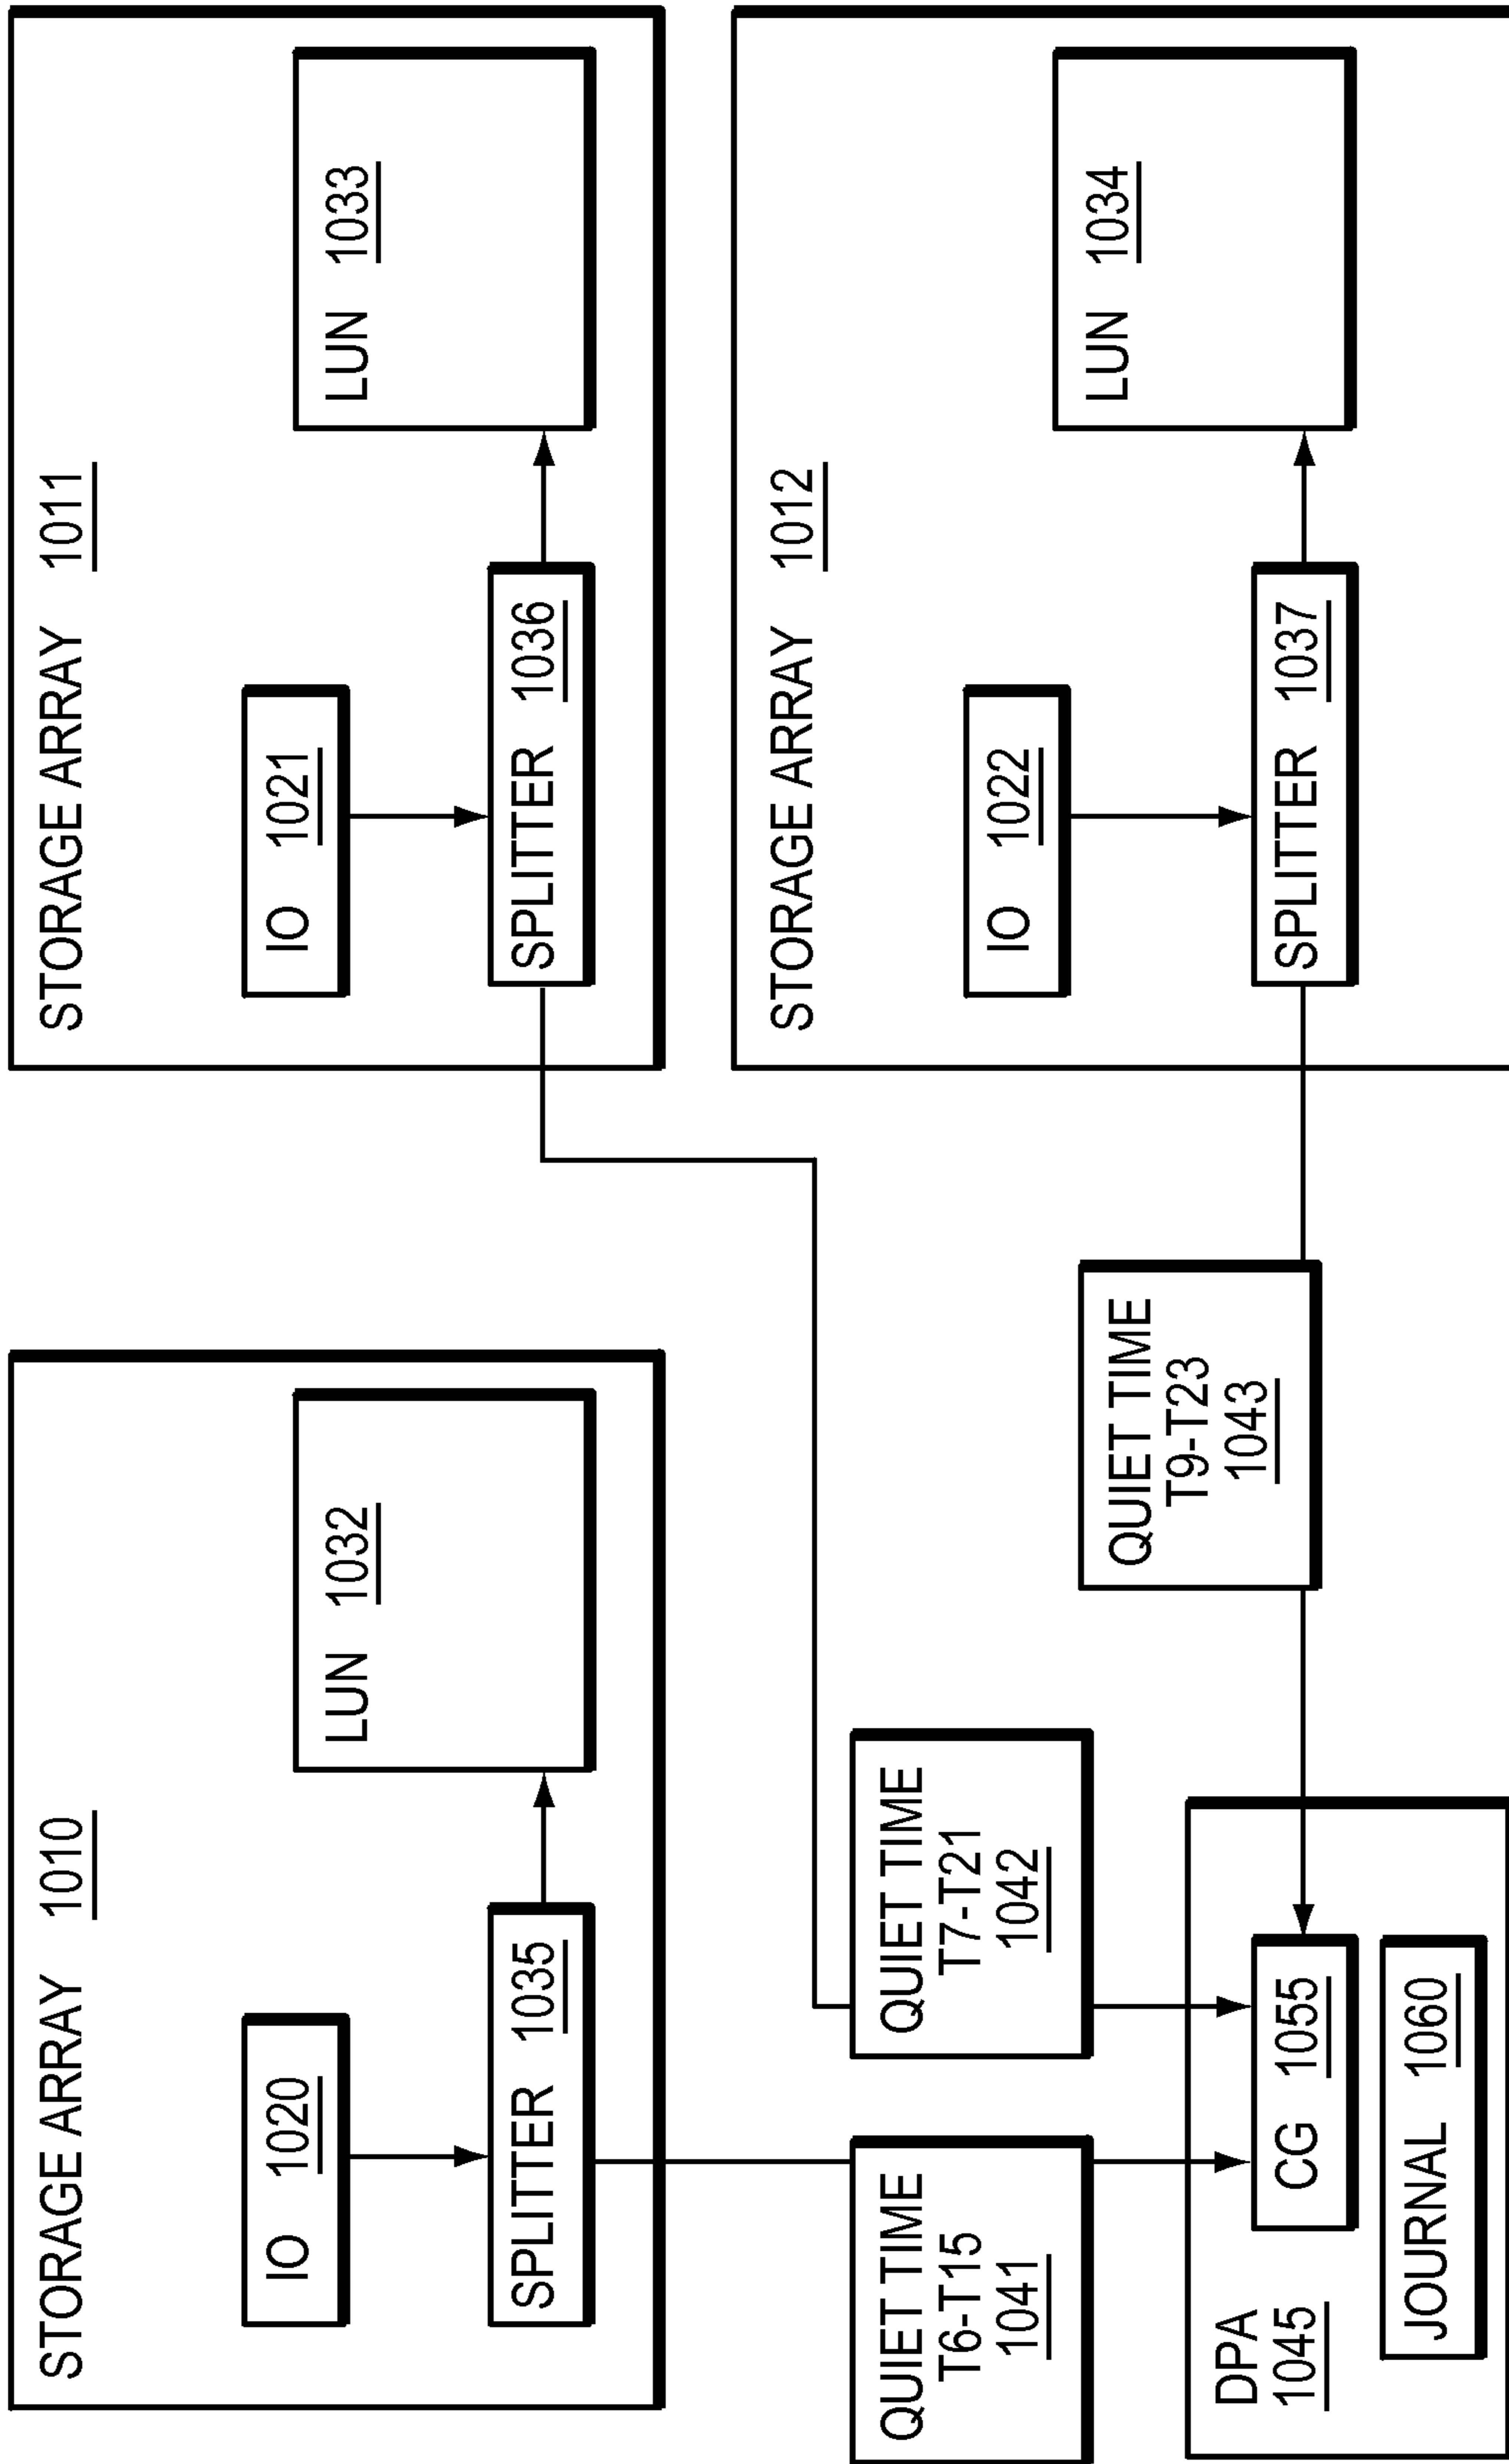 STORAGE ARRAY 1010
IO 1020
SPLITTER 1035
LUN 1032
STORAGE ARRAY 1011
IO 1021
SPLITTER 1036
LUN 1033
QUIET TIME
T6-T15
1041
QUIET TIME
T7-T21
1042
STORAGE ARRAY 1012
IO 1022
SPLITTER 1037
LUN 1034
QUIET TIME
T9-T23
1043
DPA
1045
CG 1055
JOURNAL 1060